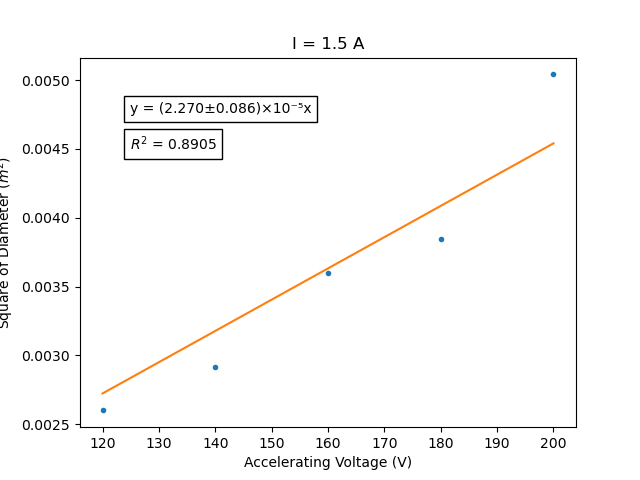 I = 1.5 A
y = (2.270±0.086)×10⁻⁵x
R² = 0.8905
Square of Diameter (m²)
0.0050
0.0045
0.0040
0.0035
0.0030
0.0025
120 130 140 150 160 170 180 190 200
Accelerating Voltage (V)